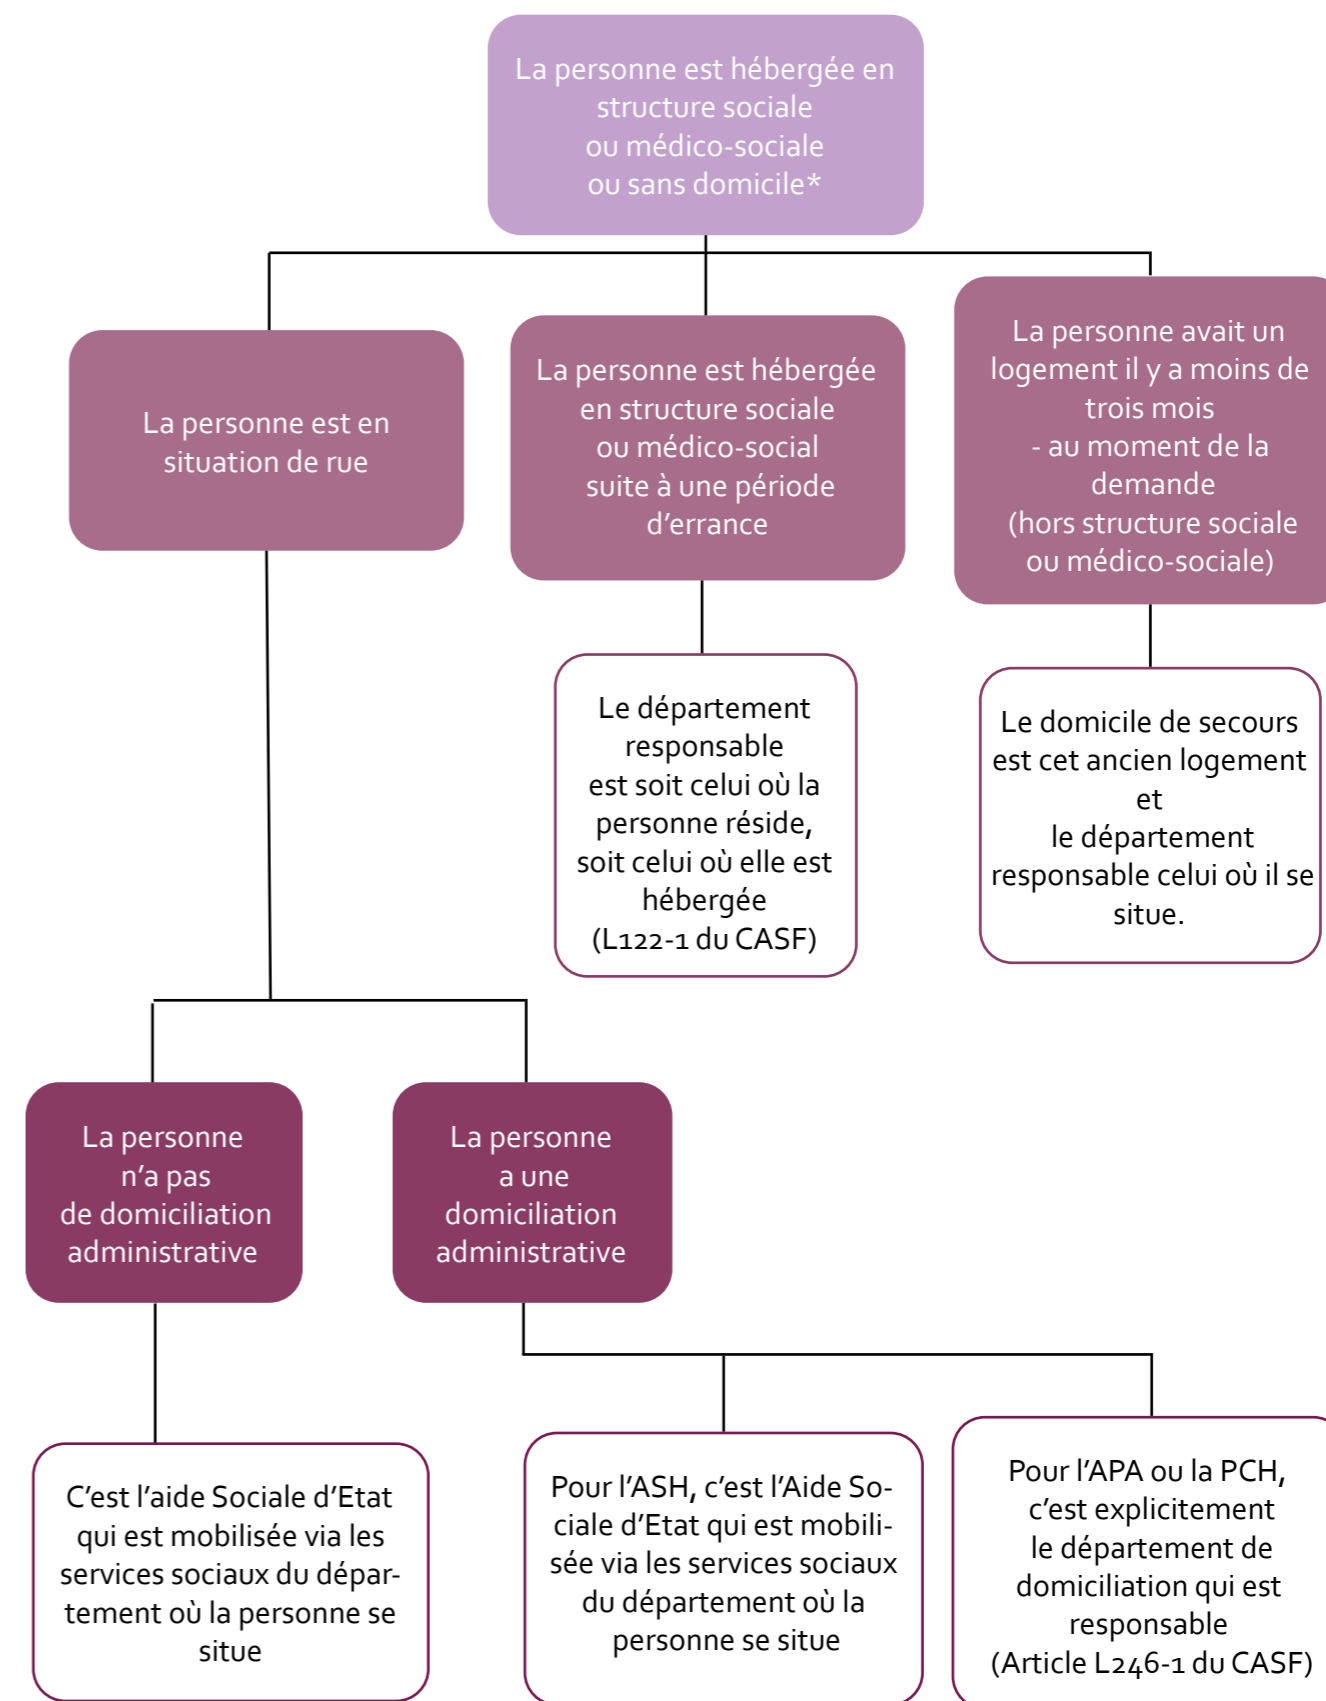 La personne est hébergée en
structure sociale
ou médico-sociale
ou sans domicile*
La personne est en
situation de rue
La personne est hébergée
en structure sociale
ou médico-social
suite à une période
d’errance
La personne avait un
logement il y a moins de
trois mois
- au moment de la
demande
(hors structure sociale
ou médico-sociale)
Le département
responsable
est soit celui où la
personne réside,
soit celui où elle est
hébergée
(L122-1 du CASF)
Le domicile de secours
est cet ancien logement
et
le département
responsable celui où il se
situe.
La personne
n’a pas
de domiciliation
administrative
La personne
a une
domiciliation
administrative
C’est l’aide Sociale d’Etat
qui est mobilisée via les
services sociaux du dépar-
tement où la personne se
situe
Pour l’ASH, c’est l’Aide So-
ciale d’Etat qui est mobili-
sée via les services sociaux
du département où la
personne se situe
Pour l’APA ou la PCH,
c’est explicitement
le département de
domiciliation qui est
responsable
(Article L246-1 du CASF)